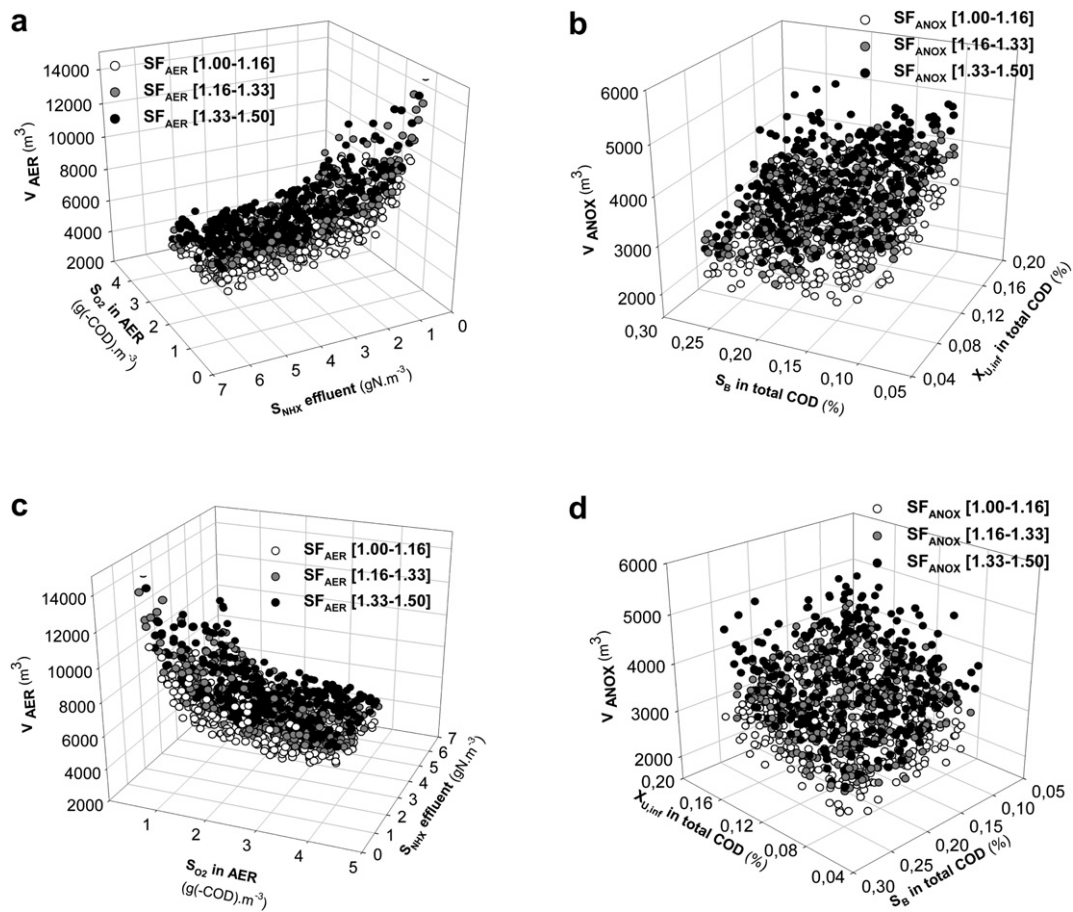 a
SF_AER [1.00-1.16]
SF_AER [1.16-1.33]
SF_AER [1.33-1.50]
14000
12000
10000
8000
6000
4000
2000
V_AER (m³)
4
3
2
1
0
S_O2 in AER
(g(-COD).m⁻³)
7
6
5
4
3
2
1
0
S_NHX effluent (gN.m⁻³)
b
SF_ANOX [1.00-1.16]
SF_ANOX [1.16-1.33]
SF_ANOX [1.33-1.50]
6000
5000
4000
3000
2000
V_ANOX (m³)
0,30
0,25
0,20
0,15
0,10
0,05
S_B in total COD (%)
0,20
0,16
0,12
0,08
0,04
X_U,inf in total COD (%)
c
SF_AER [1.00-1.16]
SF_AER [1.16-1.33]
SF_AER [1.33-1.50]
14000
12000
10000
8000
6000
4000
2000
V_AER (m³)
1
2
3
4
5
S_O2 in AER
(g(-COD).m⁻³)
7
6
5
4
3
2
1
0
S_NHX effluent (gN.m⁻³)
d
SF_ANOX [1.00-1.16]
SF_ANOX [1.16-1.33]
SF_ANOX [1.33-1.50]
6000
5000
4000
3000
2000
V_ANOX (m³)
0,20
0,16
0,12
0,08
0,04
X_U,inf in total COD (%)
0,05
0,10
0,15
0,20
0,25
0,30
S_B in total COD (%)